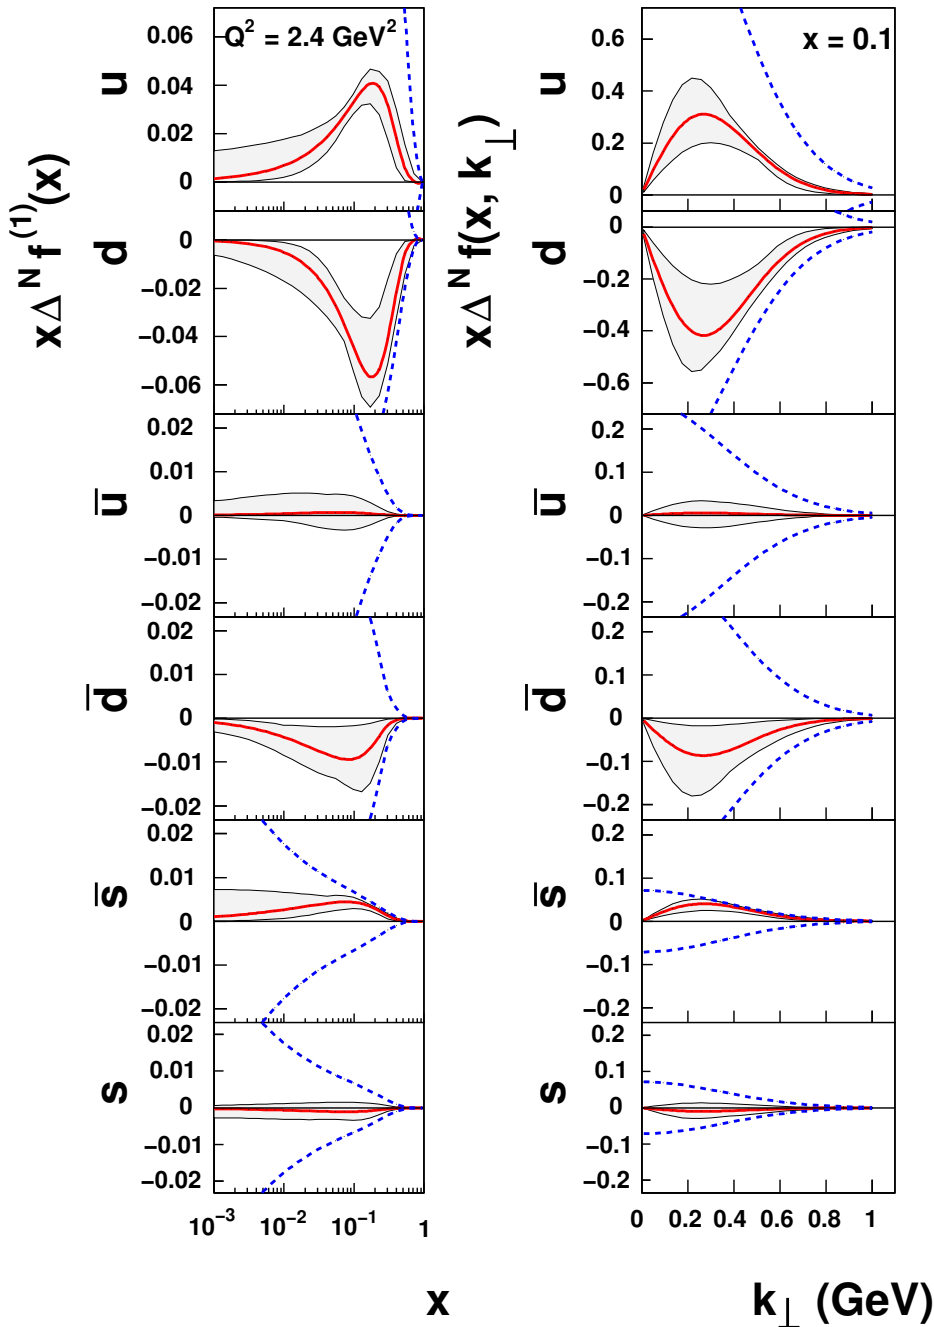 x Δ^N f^(1)(x)
Q² = 2.4 GeV²
u
0.06
0.04
0.02
0
d
0
−0.02
−0.04
−0.06
u̅
0.02
0.01
0
−0.01
−0.02
d̅
0.02
0.01
0
−0.01
−0.02
s̅
0.02
0.01
0
−0.01
−0.02
s
0.02
0.01
0
−0.01
−0.02
10⁻³ 10⁻² 10⁻¹ 1
x
x Δ^N f(x, k_⊥)
x = 0.1
u
0.6
0.4
0.2
0
d
0
−0.2
−0.4
−0.6
u̅
0.2
0.1
0
−0.1
−0.2
d̅
0.2
0.1
0
−0.1
−0.2
s̅
0.2
0.1
0
−0.1
−0.2
s
0.2
0.1
0
−0.1
−0.2
0 0.2 0.4 0.6 0.8 1
k_⊥ (GeV)